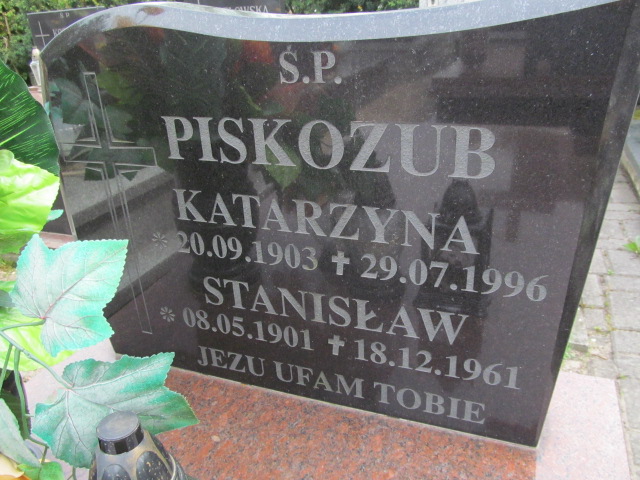 Ś.P.
PISKOZUB
KATARZYNA
* 20.09.1903 ✝ 29.07.1996
STANISŁAW
* 08.05.1901 ✝ 18.12.1961
JEZU UFAM TOBIE